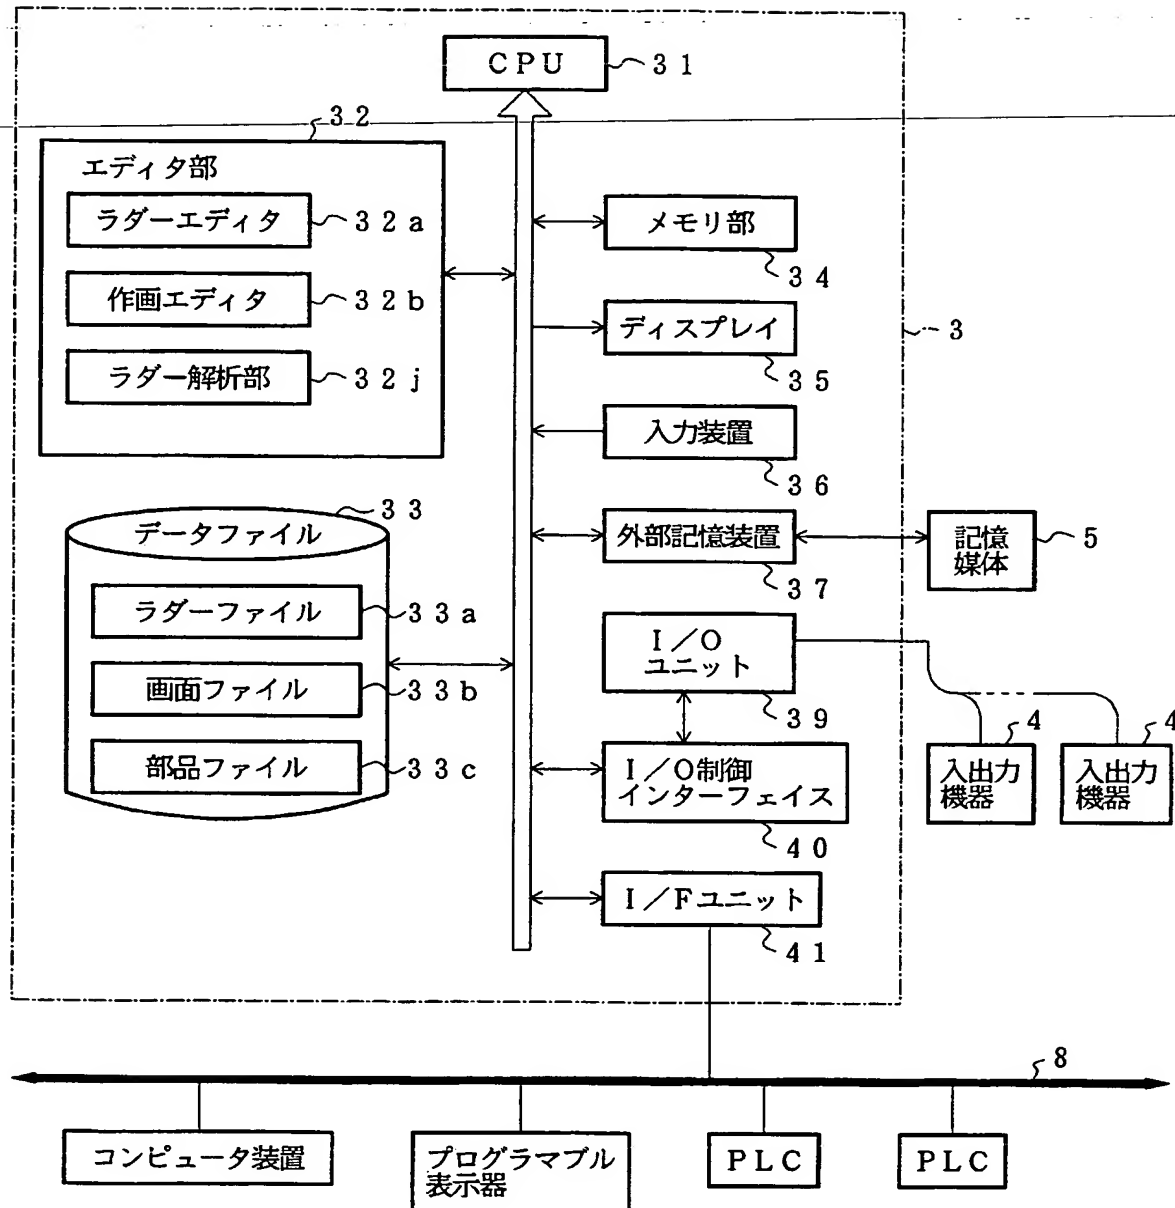 ＣＰＵ
３１
３２
エディタ部
ラダーエディタ
３２ａ
作画エディタ
３２ｂ
ラダー解析部
３２ｊ
メモリ部
３４
ディスプレイ
３５
３
入力装置
３６
３３
データファイル
ラダーファイル
３３ａ
画面ファイル
３３ｂ
部品ファイル
３３ｃ
外部記憶装置
３７
記憶
媒体
５
Ｉ／Ｏ
ユニット
３９
Ｉ／Ｏ制御
インターフェイス
４０
４
入出力
機器
４
入出力
機器
Ｉ／Ｆユニット
４１
８
コンピュータ装置
プログラマブル
表示器
ＰＬＣ
ＰＬＣ